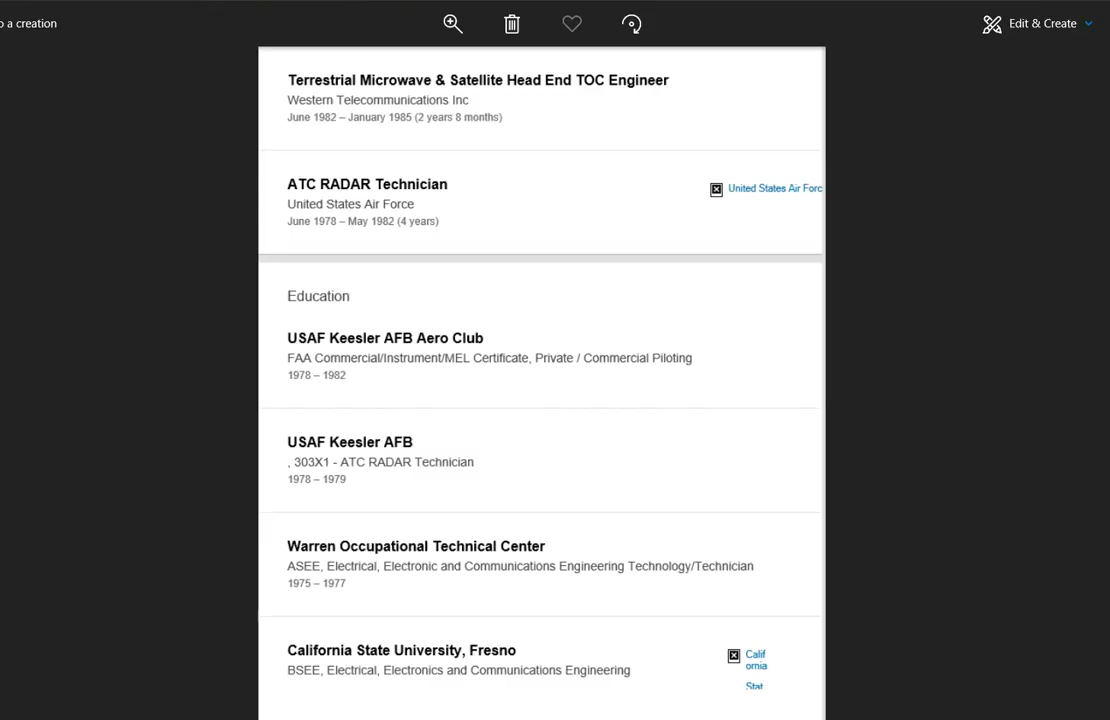 o a creation
Edit & Create
Terrestrial Microwave & Satellite Head End TOC Engineer
Western Telecommunications Inc
June 1982 – January 1985 (2 years 8 months)
ATC RADAR Technician
United States Air Forc
United States Air Force
June 1978 – May 1982 (4 years)
Education
USAF Keesler AFB Aero Club
FAA Commercial/Instrument/MEL Certificate, Private / Commercial Piloting
1978 – 1982
USAF Keesler AFB
, 303X1 - ATC RADAR Technician
1978 – 1979
Warren Occupational Technical Center
ASEE, Electrical, Electronic and Communications Engineering Technology/Technician
1975 – 1977
California State University, Fresno
BSEE, Electrical, Electronics and Communications Engineering
Calif
ornia
Stat